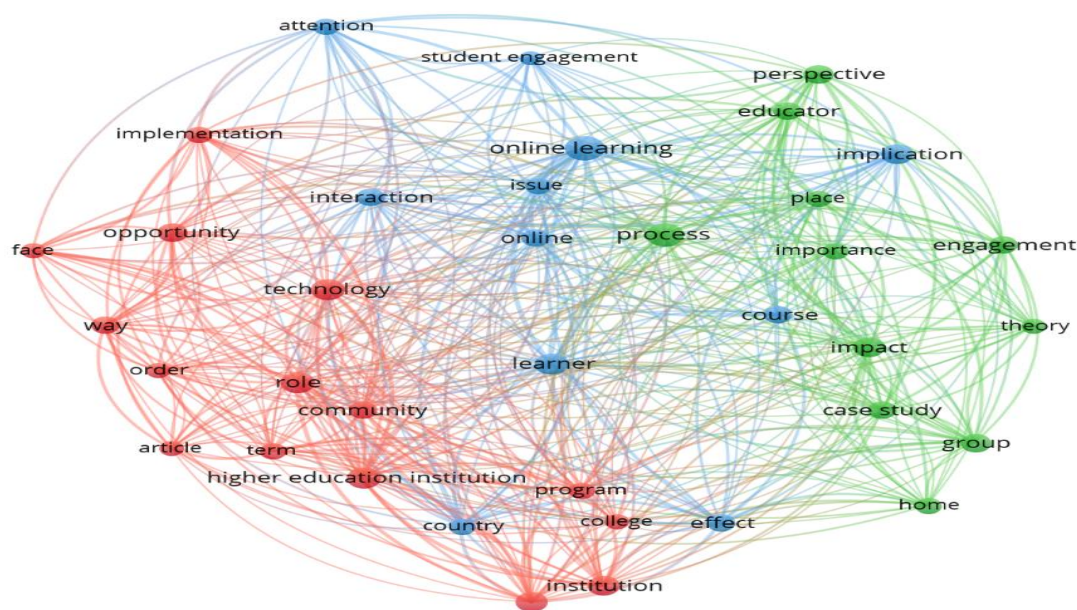 attention
student engagement
perspective
educator
implementation
online learning
implication
issue
interaction
place
opportunity
online
process
face
importance
engagement
technology
course
way
theory
impact
learner
order
role
community
case study
article
term
group
higher education institution
program
home
country
college
effect
institution